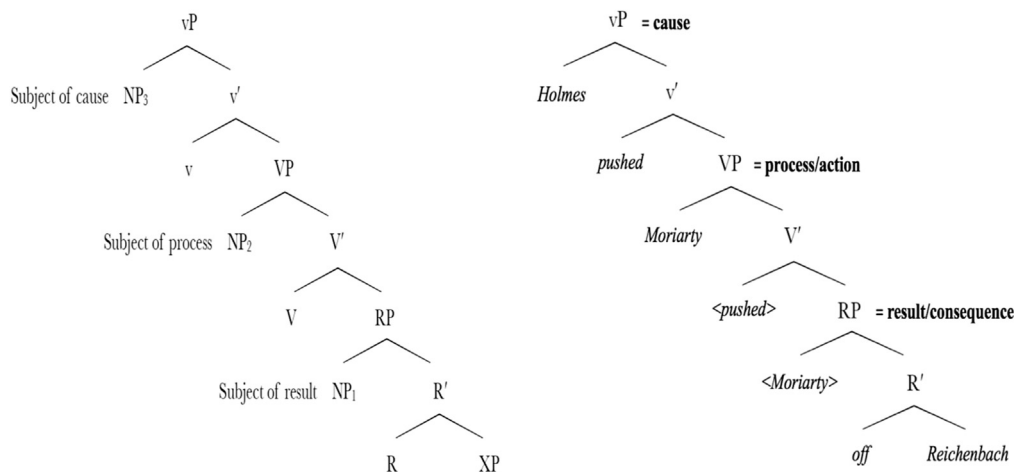 vP
Subject of cause NP₃ v′
v VP
Subject of process NP₂ V′
V RP
Subject of result NP₁ R′
R XP
vP = cause
Holmes v′
pushed VP = process/action
Moriarty V′
<pushed> RP = result/consequence
<Moriarty> R′
off Reichenbach